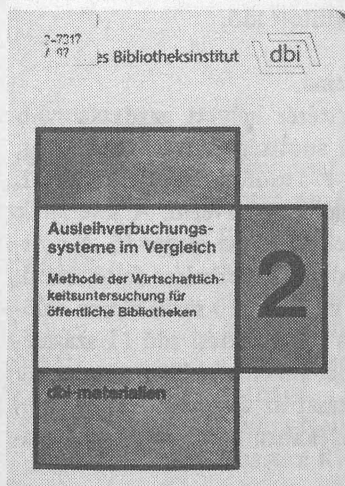 es Bibliotheksinstitut dbi
Ausleihverbuchungs-
systeme im Vergleich
Methode der Wirtschaftlich-
keitsuntersuchung für
öffentliche Bibliotheken
2
dbi-materialien